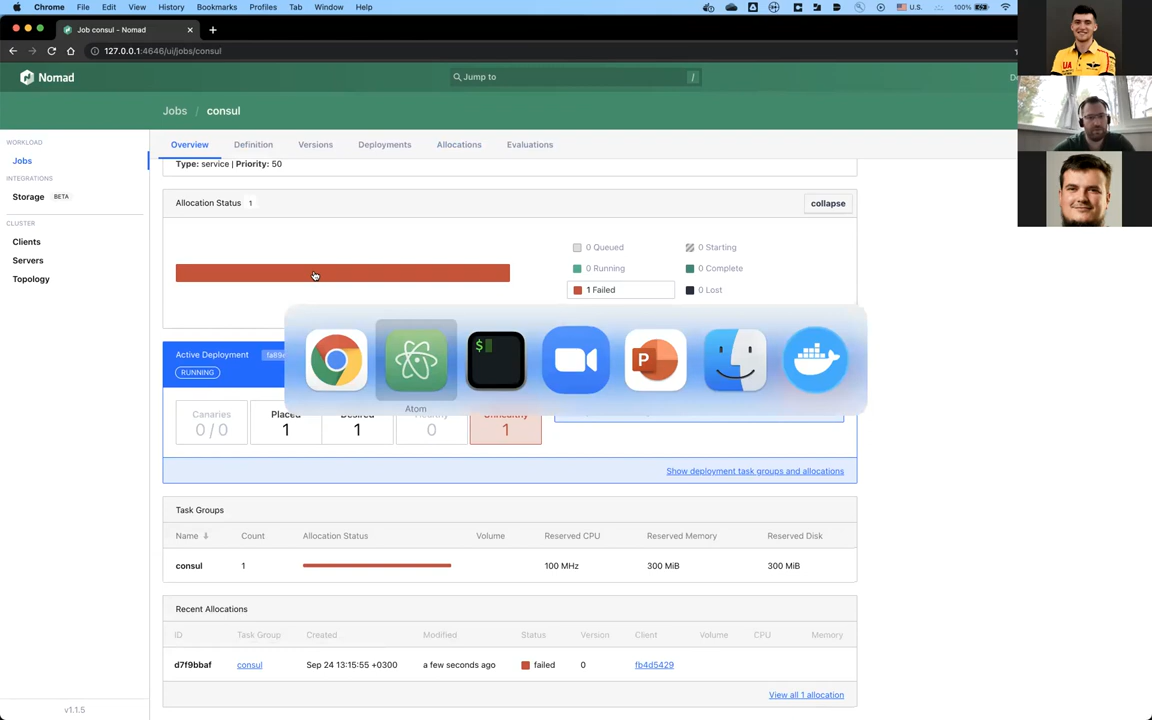 Chrome File Edit View History Bookmarks Profiles Tab Window Help
U.S. 100%
Job consul - Nomad
127.0.0.1:4646/ui/jobs/consul
Nomad
Jump to /
Jobs / consul
WORKLOAD
Jobs
INTEGRATIONS
Storage BETA
CLUSTER
Clients
Servers
Topology
v1.1.5
Overview Definition Versions Deployments Allocations Evaluations
Type: service | Priority: 50
Allocation Status 1
collapse
0 Queued 0 Starting
0 Running 0 Complete
1 Failed 0 Lost
Active Deployment
RUNNING
$
P
Atom
Canaries Placed Desired Unhealthy
0 / 0 1 1 0 1
Show deployment task groups and allocations
Task Groups
Name Count Allocation Status Volume Reserved CPU Reserved Memory Reserved Disk
consul 1 100 MHz 300 MiB 300 MiB
Recent Allocations
ID Task Group Created Modified Status Version Client Volume CPU Memory
d7f9bbaf consul Sep 24 13:15:55 +0300 a few seconds ago failed 0 fb4d5429
View all 1 allocation
UA